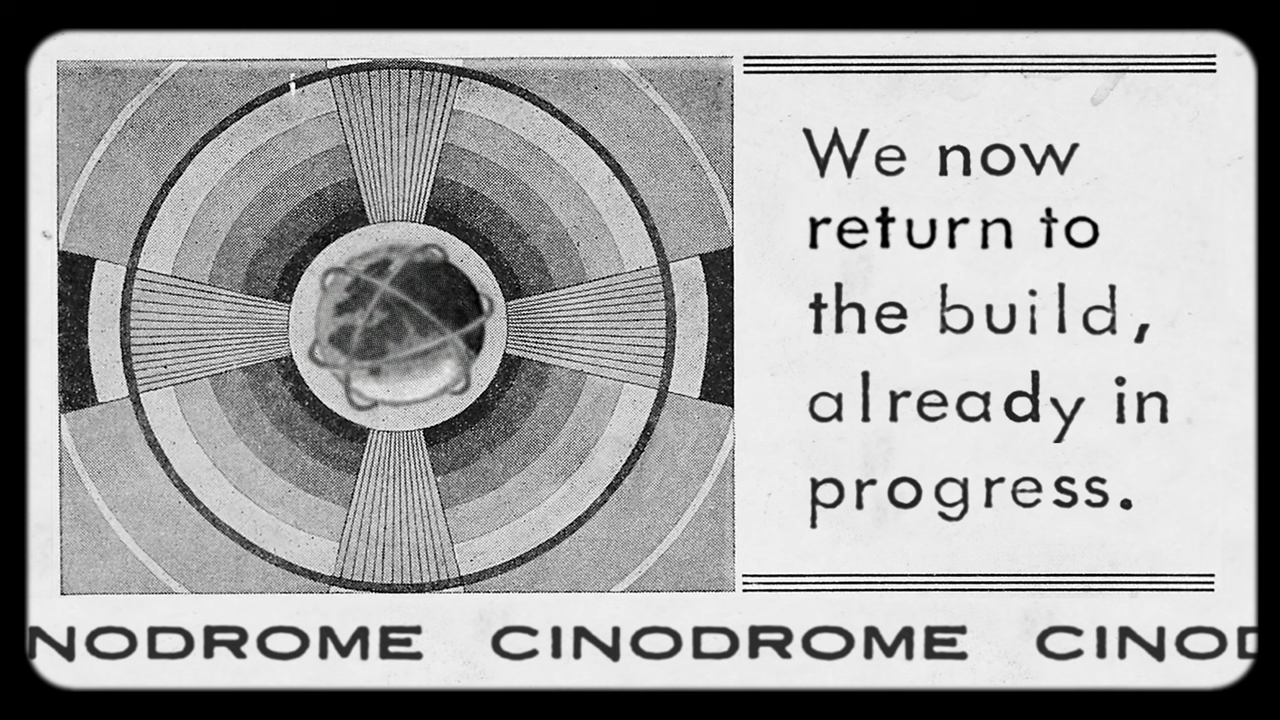 We now
return to
the build,
already in
progress.
NODROME CINODROME CINOD